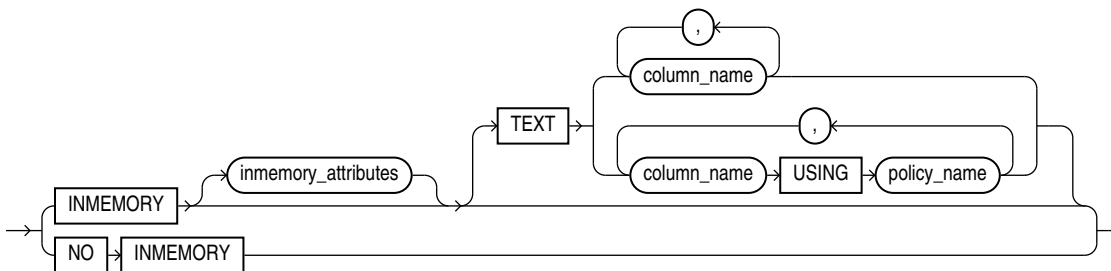 ,
column_name
TEXT
,
column_name USING policy_name
inmemory_attributes
INMEMORY
NO INMEMORY